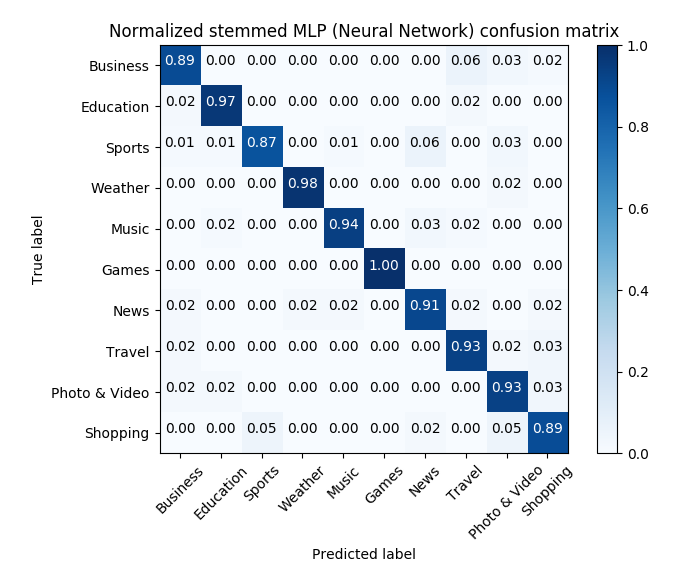 Normalized stemmed MLP (Neural Network) confusion matrix
Business 0.89 0.00 0.00 0.00 0.00 0.00 0.00 0.06 0.03 0.02
Education 0.02 0.97 0.00 0.00 0.00 0.00 0.00 0.02 0.00 0.00
Sports 0.01 0.01 0.87 0.00 0.01 0.00 0.06 0.00 0.03 0.00
Weather 0.00 0.00 0.00 0.98 0.00 0.00 0.00 0.00 0.02 0.00
Music 0.00 0.02 0.00 0.00 0.94 0.00 0.03 0.02 0.00 0.00
Games 0.00 0.00 0.00 0.00 0.00 1.00 0.00 0.00 0.00 0.00
News 0.02 0.00 0.00 0.02 0.02 0.00 0.91 0.02 0.00 0.02
Travel 0.02 0.00 0.00 0.00 0.00 0.00 0.00 0.93 0.02 0.03
Photo & Video 0.02 0.02 0.00 0.00 0.00 0.00 0.00 0.00 0.93 0.03
Shopping 0.00 0.00 0.05 0.00 0.00 0.00 0.02 0.00 0.05 0.89
True label
Business Education Sports Weather Music Games News Travel Photo & Video Shopping
Predicted label
1.0
0.8
0.6
0.4
0.2
0.0